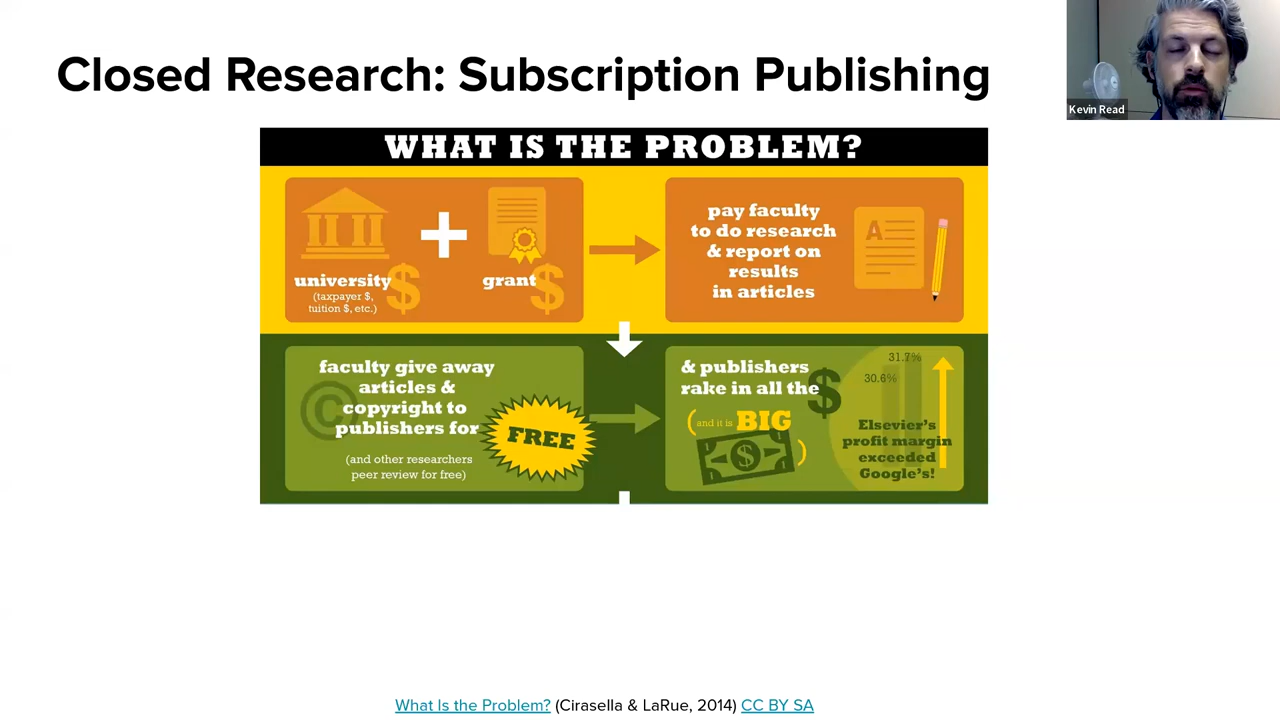 Closed Research: Subscription Publishing
Kevin Read
WHAT IS THE PROBLEM?
university
(taxpayer $,
tuition $, etc.)
$
+
grant
$
pay faculty
to do research
& report on
results
in articles
A
faculty give away
articles &
copyright to
publishers for
FREE
(and other researchers
peer review for free)
©
& publishers
rake in all the
$
(and it is BIG
$
)
31.7%
30.6%
Elsevier's
profit margin
exceeded
Google's!
What Is the Problem? (Cirasella & LaRue, 2014) CC BY SA